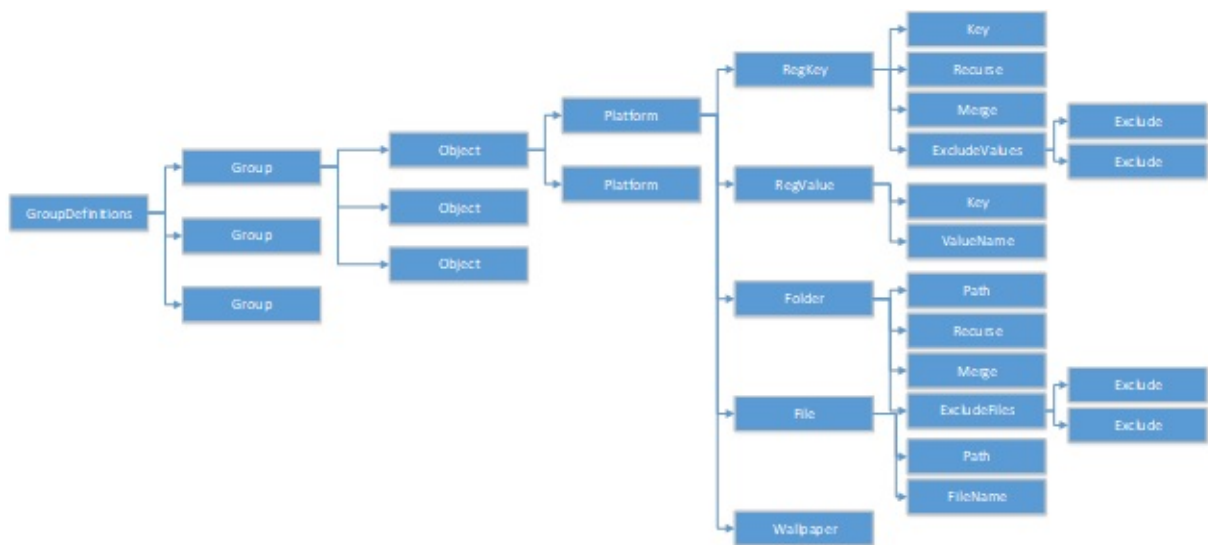 GroupDefinitions
Group
Group
Group
Object
Object
Object
Platform
Platform
RegKey
RegValue
Folder
File
Wallpaper
Key
Recurse
Merge
ExcludeValues
Key
ValueName
Path
Recurse
Merge
ExcludeFiles
Path
FileName
Exclude
Exclude
Exclude
Exclude